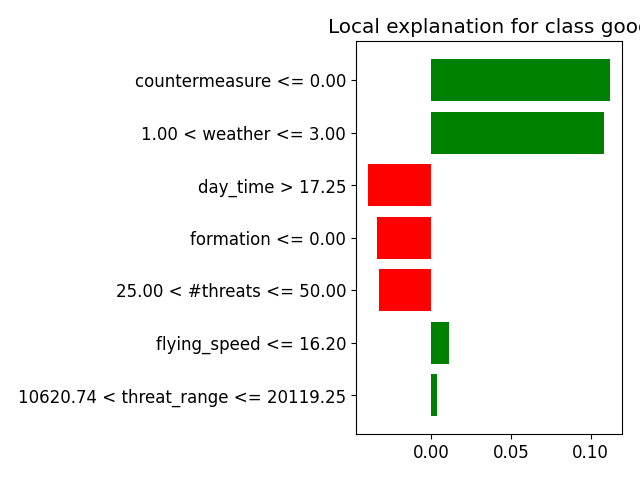 Local explanation for class good
countermeasure <= 0.00
1.00 < weather <= 3.00
day_time > 17.25
formation <= 0.00
25.00 < #threats <= 50.00
flying_speed <= 16.20
10620.74 < threat_range <= 20119.25
0.00 0.05 0.10